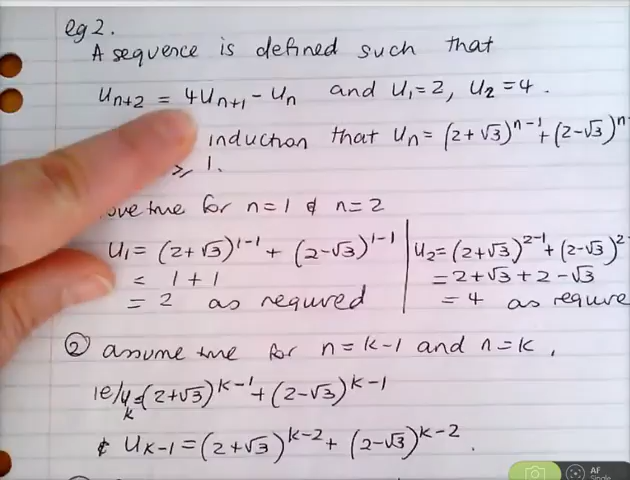 eg 2.
A sequence is defined such that
Un+2 = 4Un+1 - Un and U1 = 2, U2 = 4.
induction that Un = (2+√3)^n-1 + (2-√3)^n-
≥ 1.
ove true for n=1 & n=2
U1 = (2+√3)^1-1 + (2-√3)^1-1
= 1 + 1
= 2 as required
U2 = (2+√3)^2-1 + (2-√3)^2-
= 2+√3 + 2-√3
= 4 as require
② assume true for n = k-1 and n = k,
ie/ Uk = (2+√3)^k-1 + (2-√3)^k-1
& Uk-1 = (2+√3)^k-2 + (2-√3)^k-2.
AF
Single